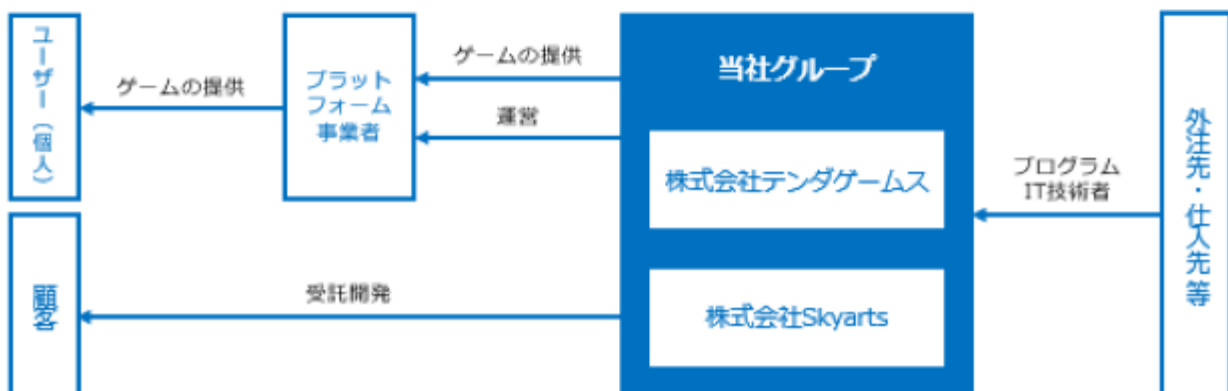 ユーザー（個人）
ゲームの提供
プラット
フォーム
事業者
ゲームの提供
運営
当社グループ
株式会社テンダゲームス
株式会社Skyarts
プログラム
IT技術者
外注先・仕入先等
受託開発
顧客